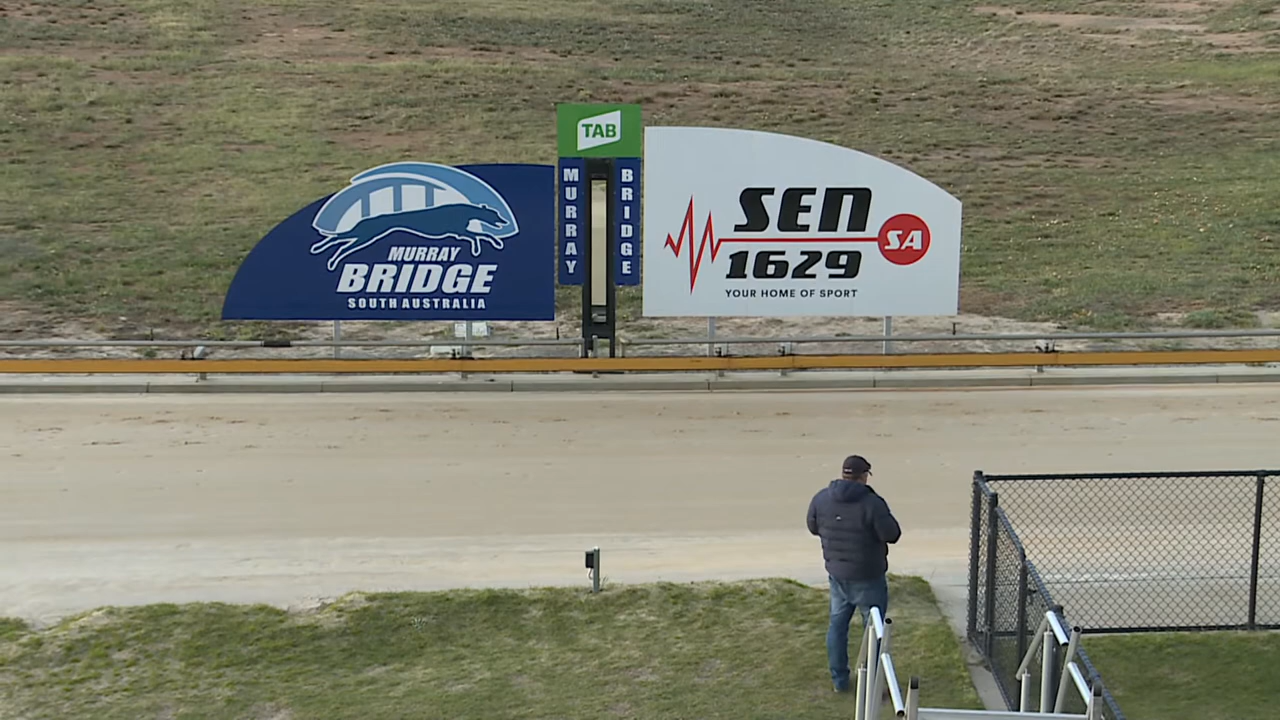 TAB
MURRAY
BRIDGE
MURRAY
BRIDGE
SOUTH AUSTRALIA
SEN
SA
1629
YOUR HOME OF SPORT